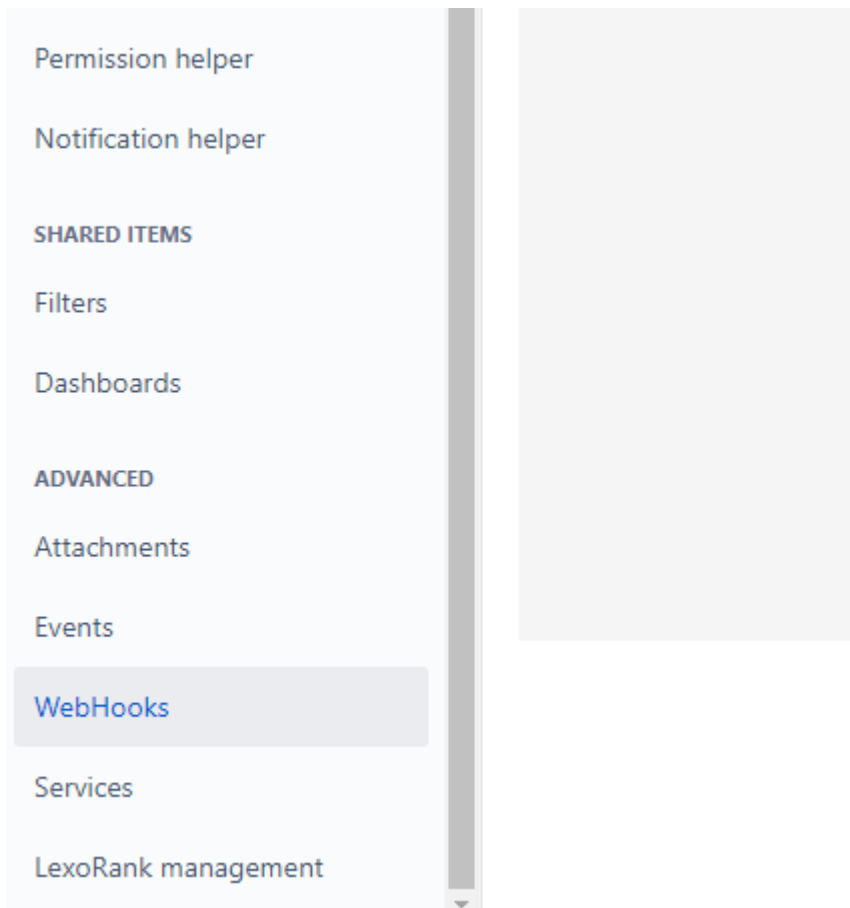 Permission helper
Notification helper
SHARED ITEMS
Filters
Dashboards
ADVANCED
Attachments
Events
WebHooks
Services
LexoRank management